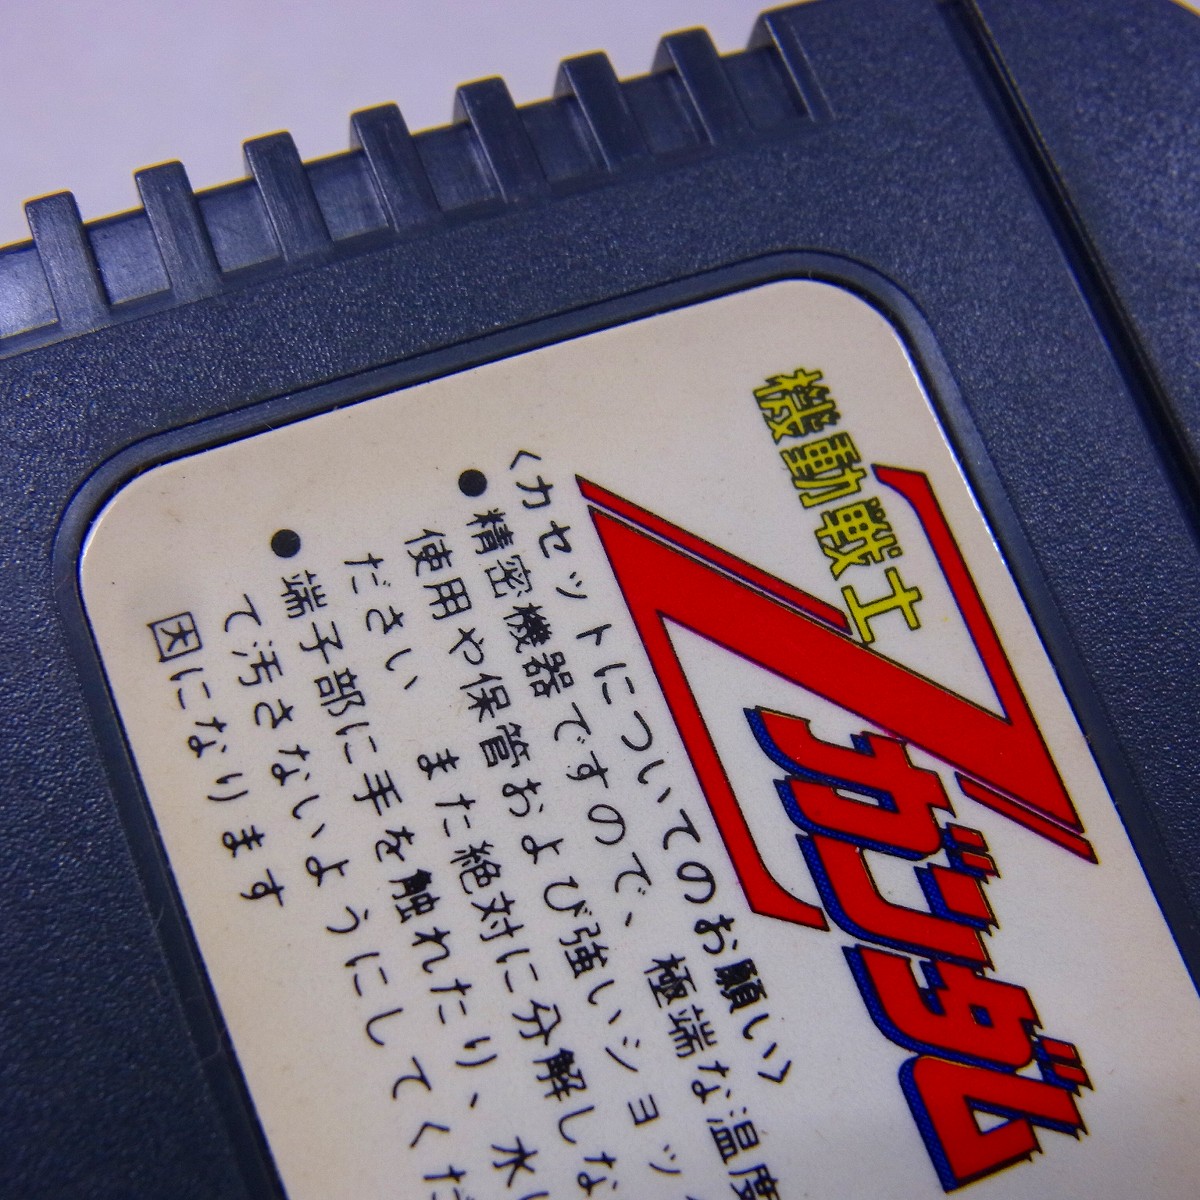 機動戦士
Z
ガンダム
〈カセットについてのお願い〉
●精密機器ですので、極端な温度
使用や保管および強いショッ
ださい また絶対に分解しな
●端子部に手を触れたり、水に
て汚さないようにしてくだ
因になります